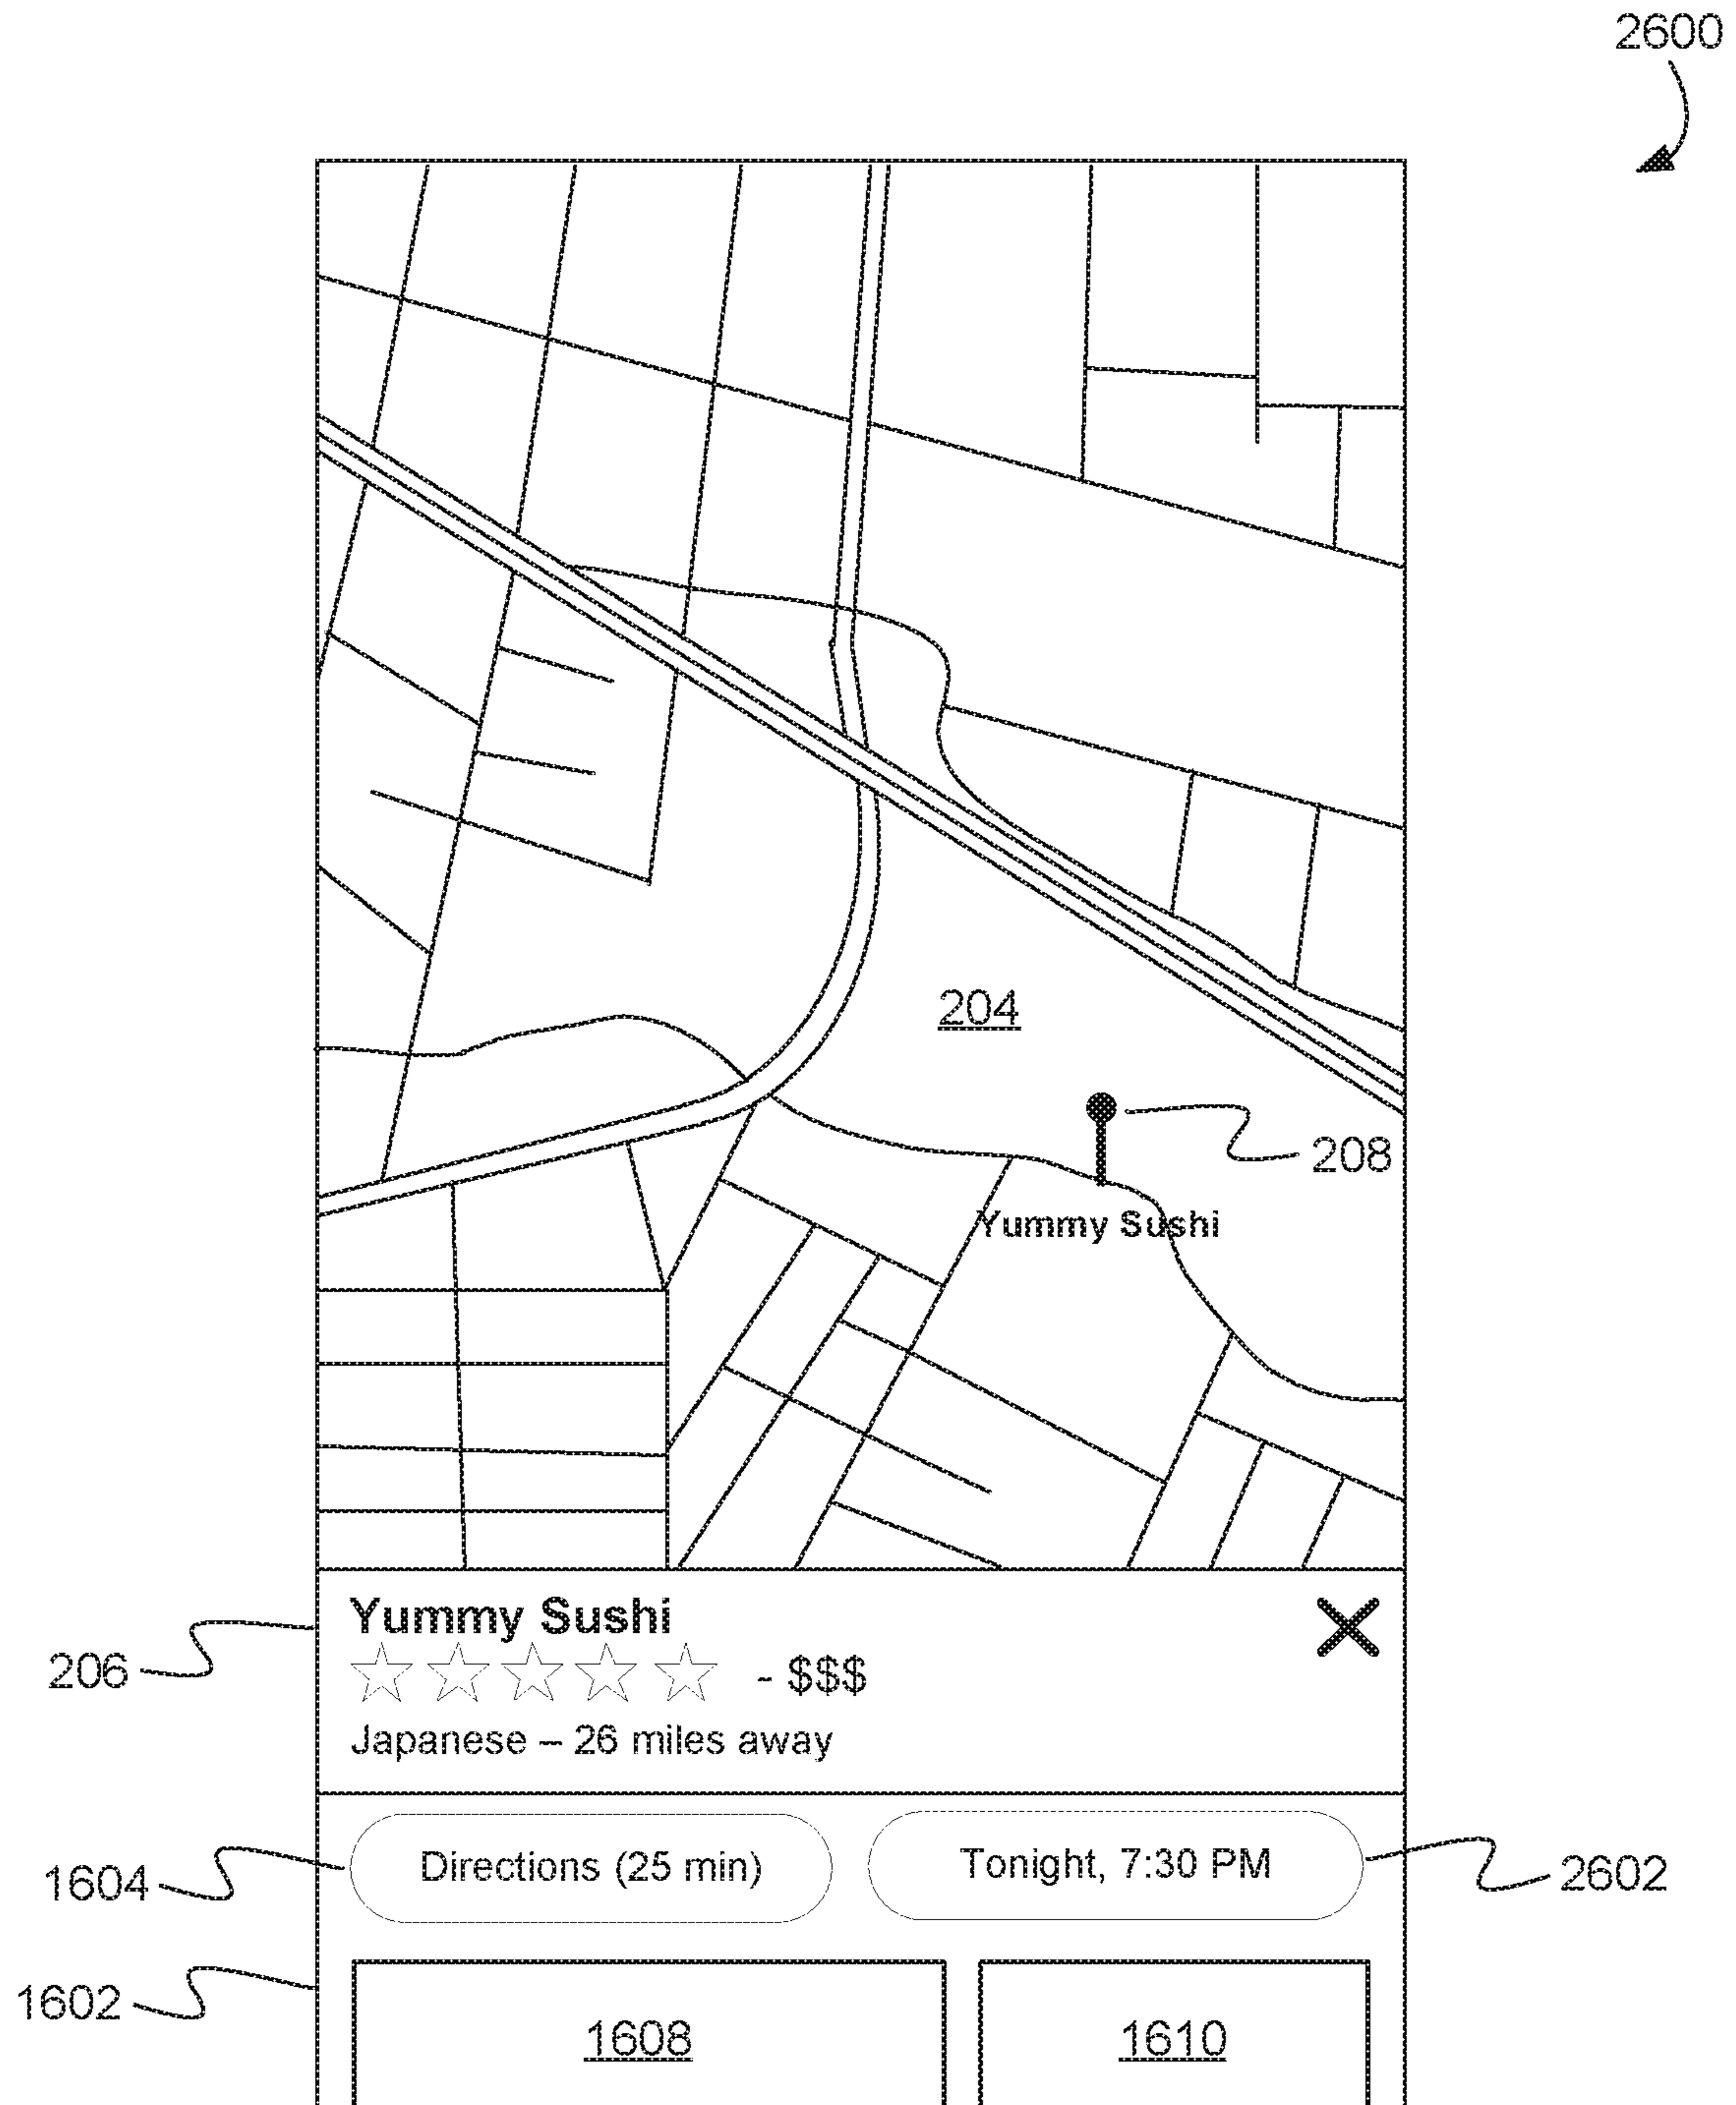 2600
204
208
Yummy Sushi
Yummy Sushi
- $$$
206
Japanese – 26 miles away
Directions (25 min)
Tonight, 7:30 PM
1604
2602
1602
1608
1610